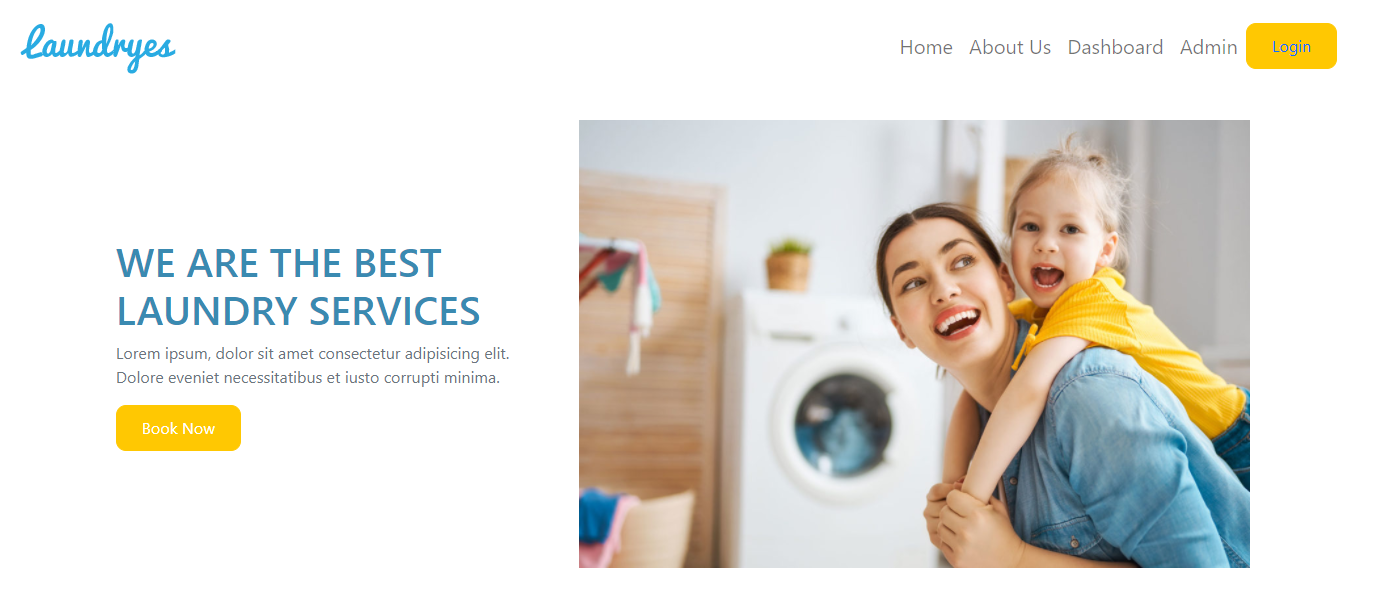 Laundryes
Home About Us Dashboard Admin Login
WE ARE THE BEST
LAUNDRY SERVICES
Lorem ipsum, dolor sit amet consectetur adipisicing elit.
Dolore eveniet necessitatibus et iusto corrupti minima.
Book Now